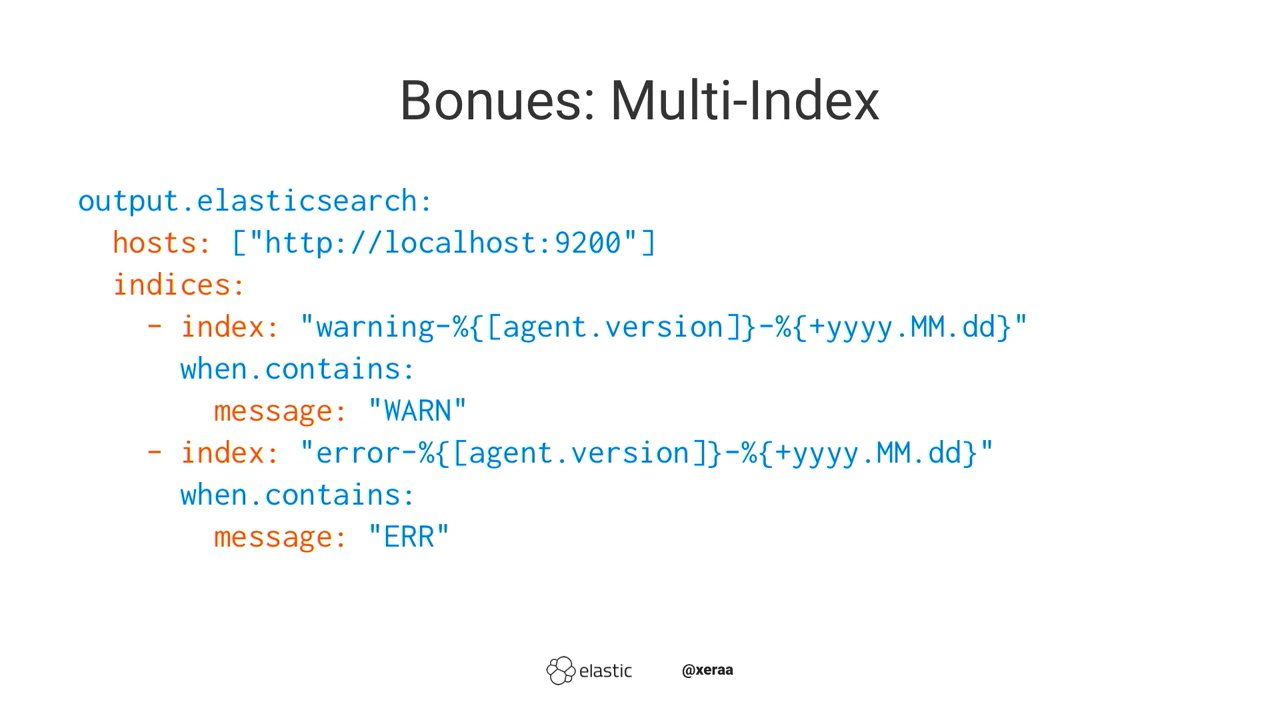 Bonues: Multi-Index
output.elasticsearch:
  hosts: ["http://localhost:9200"]
  indices:
    - index: "warning-%{[agent.version]}-%{+yyyy.MM.dd}"
      when.contains:
        message: "WARN"
    - index: "error-%{[agent.version]}-%{+yyyy.MM.dd}"
      when.contains:
        message: "ERR"
elastic @xeraa